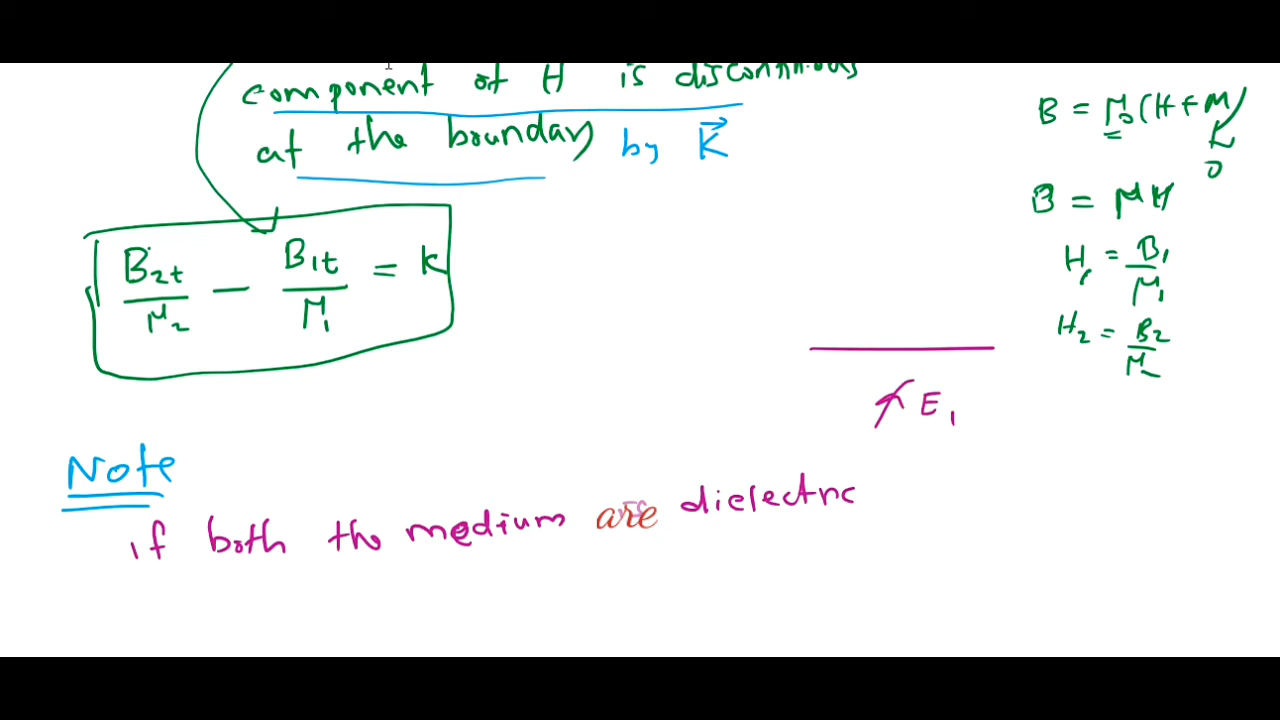 component of H is discontinuous
at the boundary by K⃗
B2t/μ2 − B1t/μ1 = k
B = μ0(H + M)
0
B = μH
H1 = B1/μ1
H2 = B2/μ2
E1
Note
if both the medium are dielectric